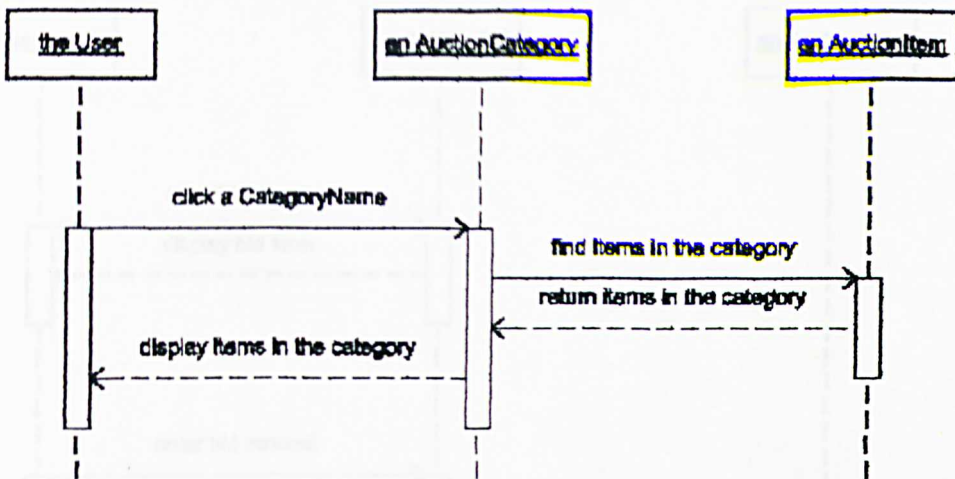 the User
an AuctionCategory
an AuctionItem
click a CategoryName
find items in the category
return items in the category
display items in the category